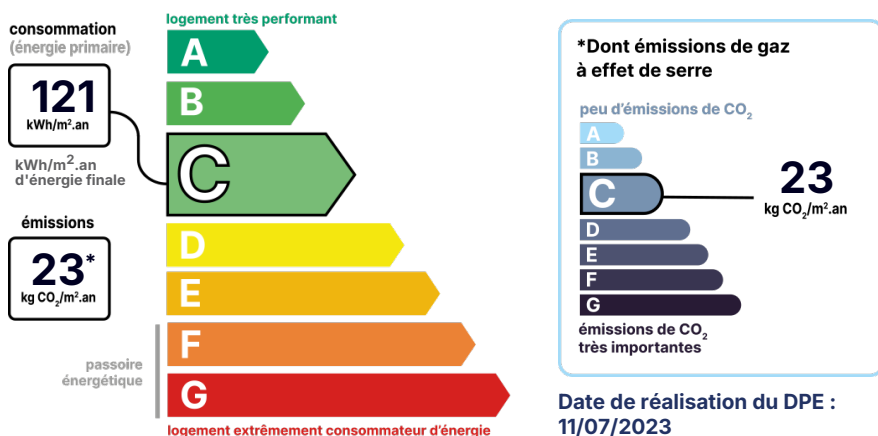 logement très performant
consommation
(énergie primaire)
121
kWh/m².an
kWh/m².an
d'énergie finale
émissions
23*
kg CO₂/m².an
A
B
C
D
E
F
G
passoire
énergétique
logement extrêmement consommateur d'énergie
*Dont émissions de gaz
à effet de serre
peu d'émissions de CO₂
A
B
C
D
E
F
G
23
kg CO₂/m².an
émissions de CO₂
très importantes
Date de réalisation du DPE :
11/07/2023